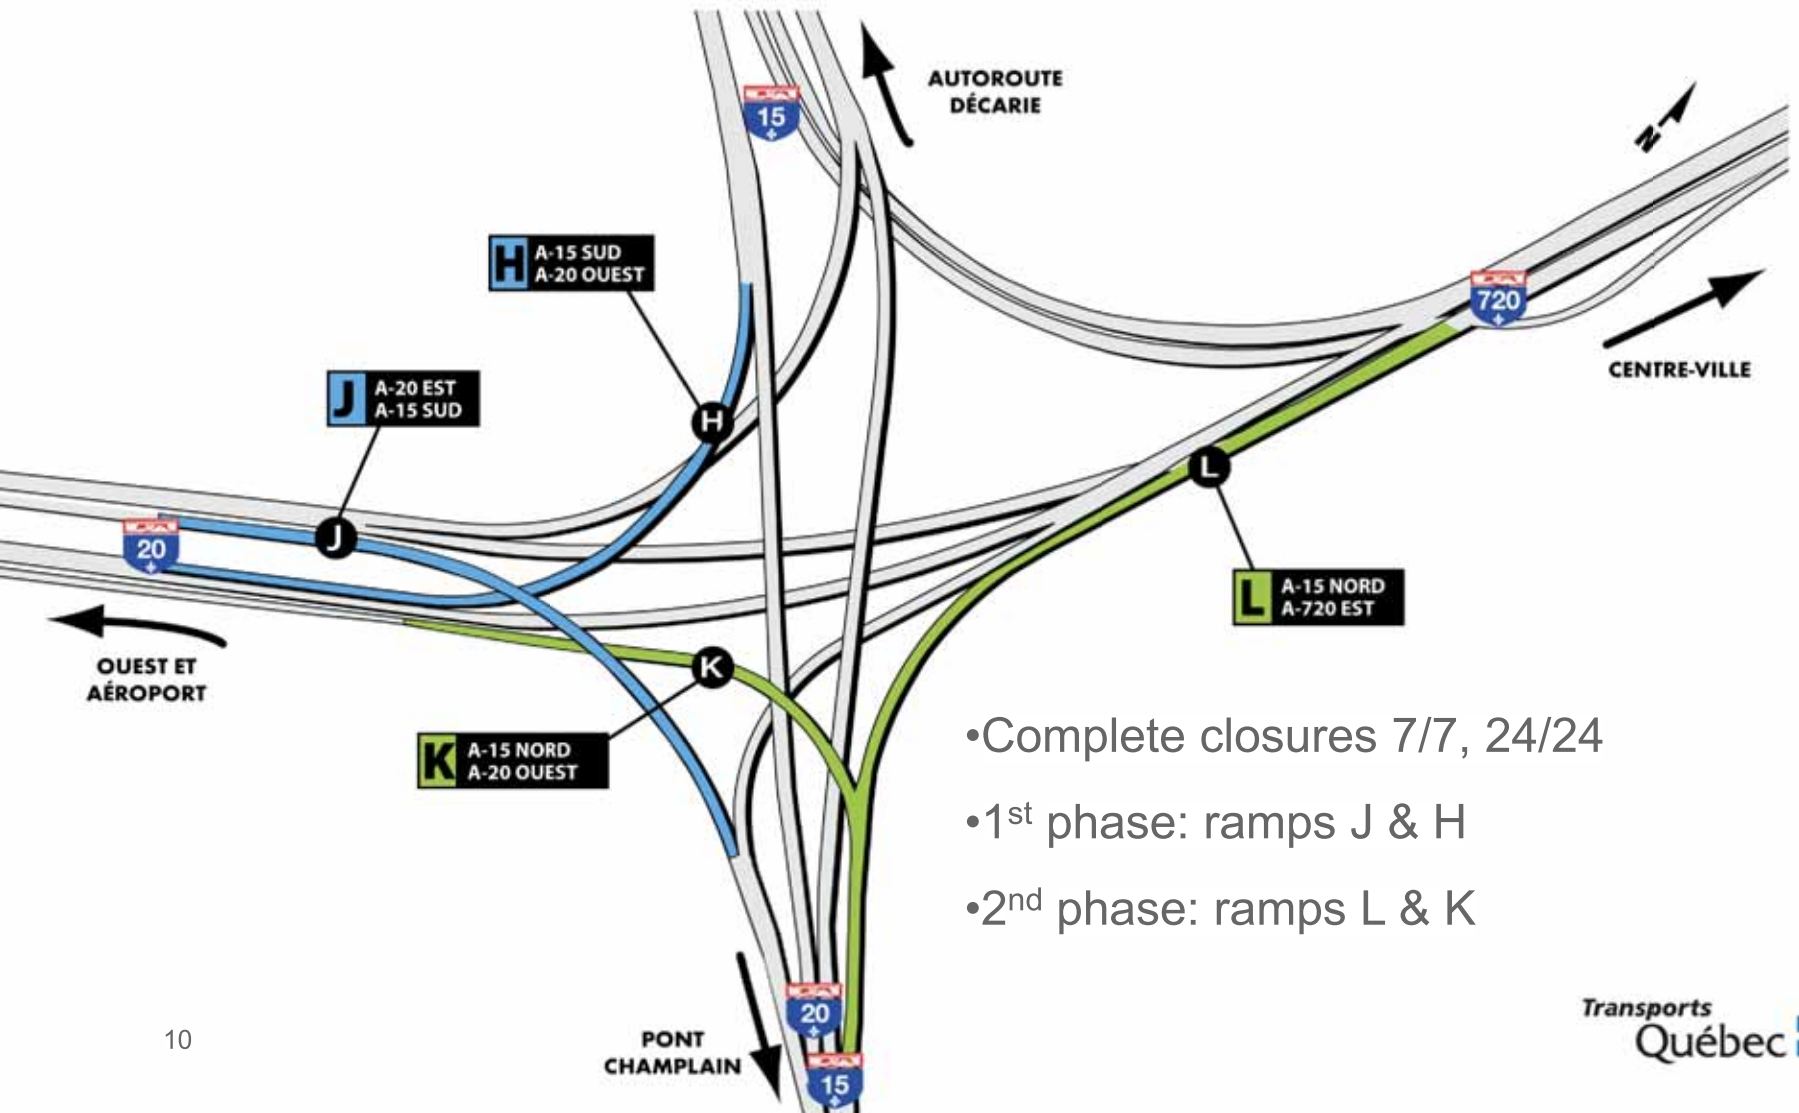 AUTOROUTE
DÉCARIE
15
N
H
A-15 SUD
A-20 OUEST
720
CENTRE-VILLE
J
A-20 EST
A-15 SUD
H
L
J
20
L
A-15 NORD
A-720 EST
OUEST ET
AÉROPORT
K
K
A-15 NORD
A-20 OUEST
•Complete closures 7/7, 24/24
•1st phase: ramps J & H
•2nd phase: ramps L & K
20
PONT
CHAMPLAIN
15
10
Transports
Québec